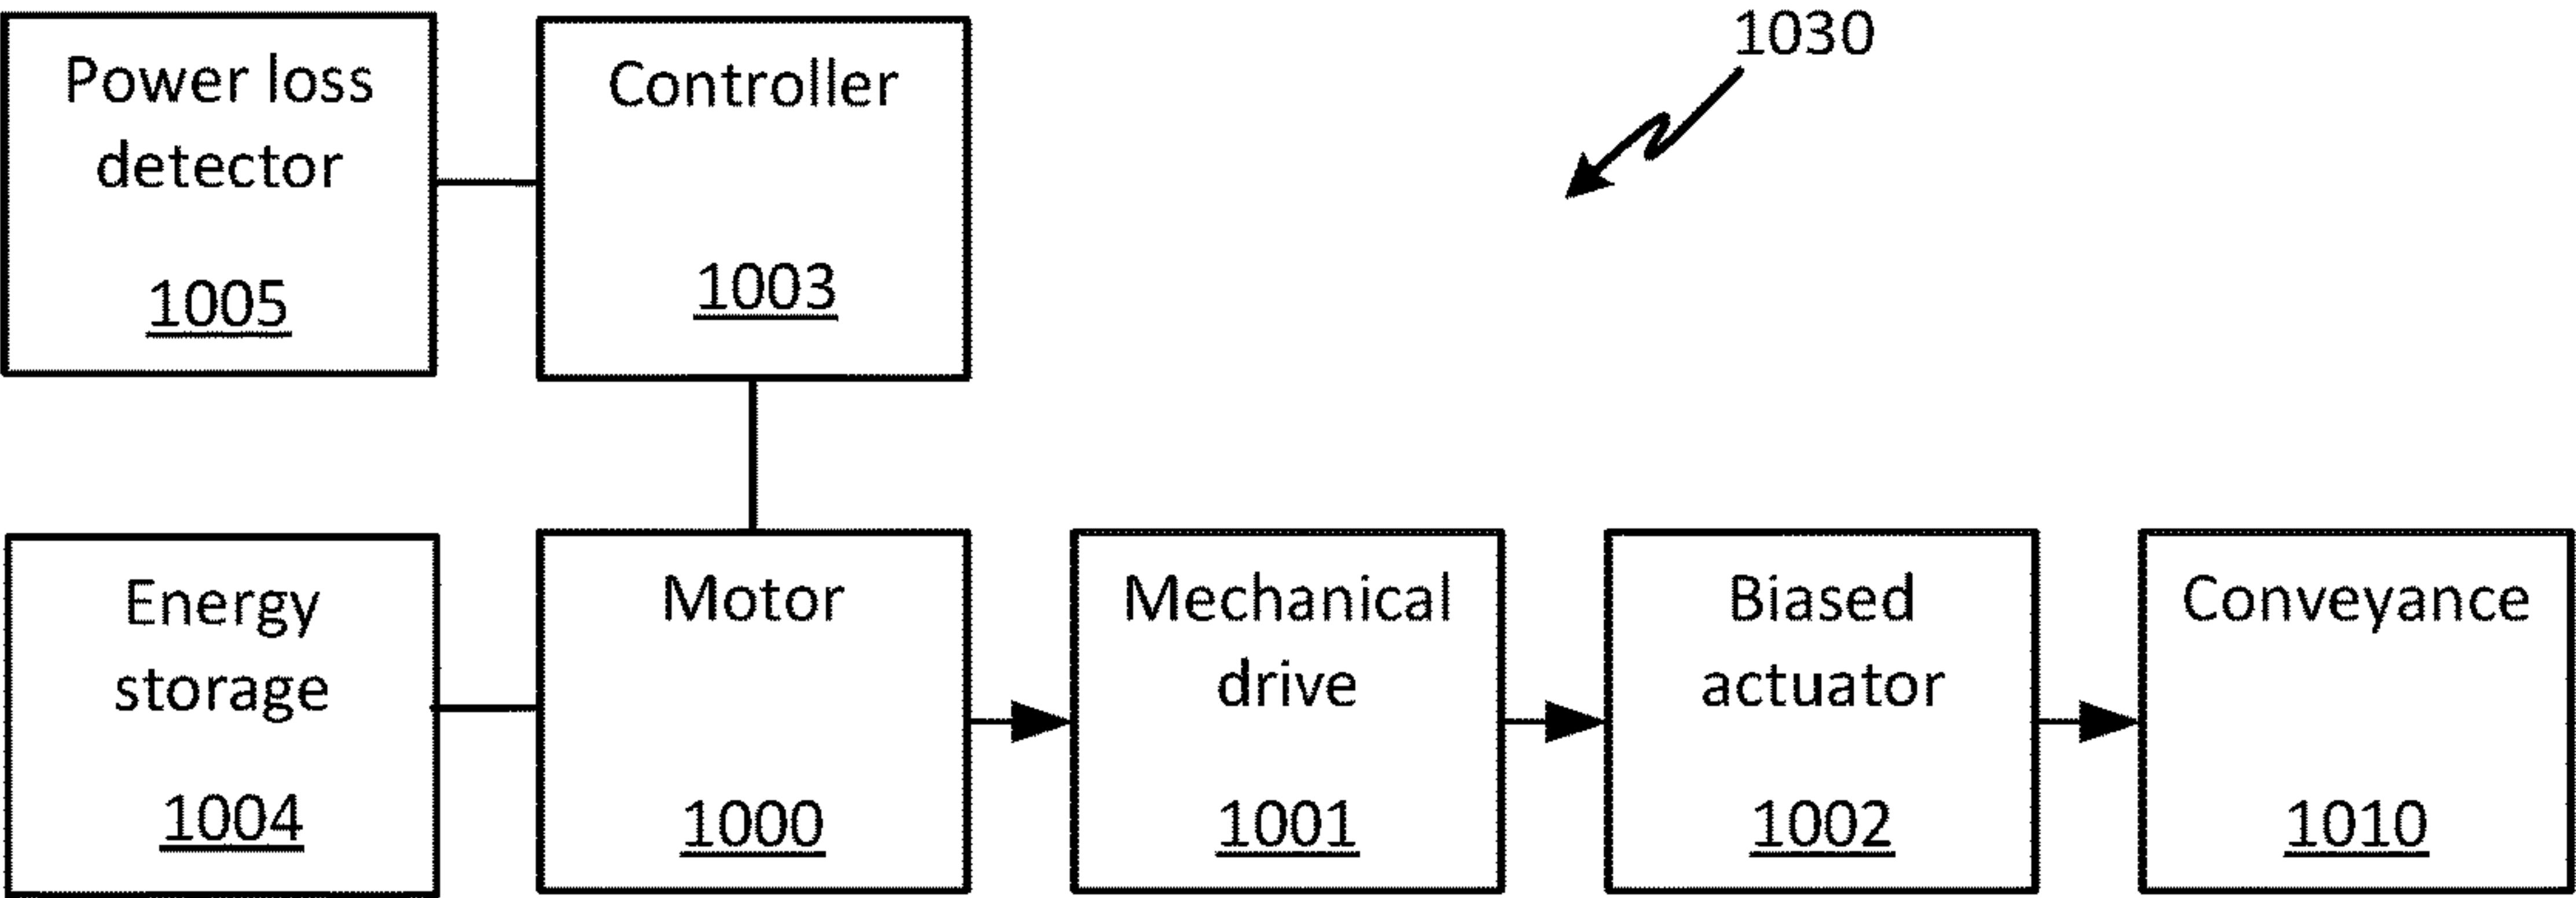 Power loss
detector
1005
Controller
1003
1030
Energy
storage
1004
Motor
1000
Mechanical
drive
1001
Biased
actuator
1002
Conveyance
1010